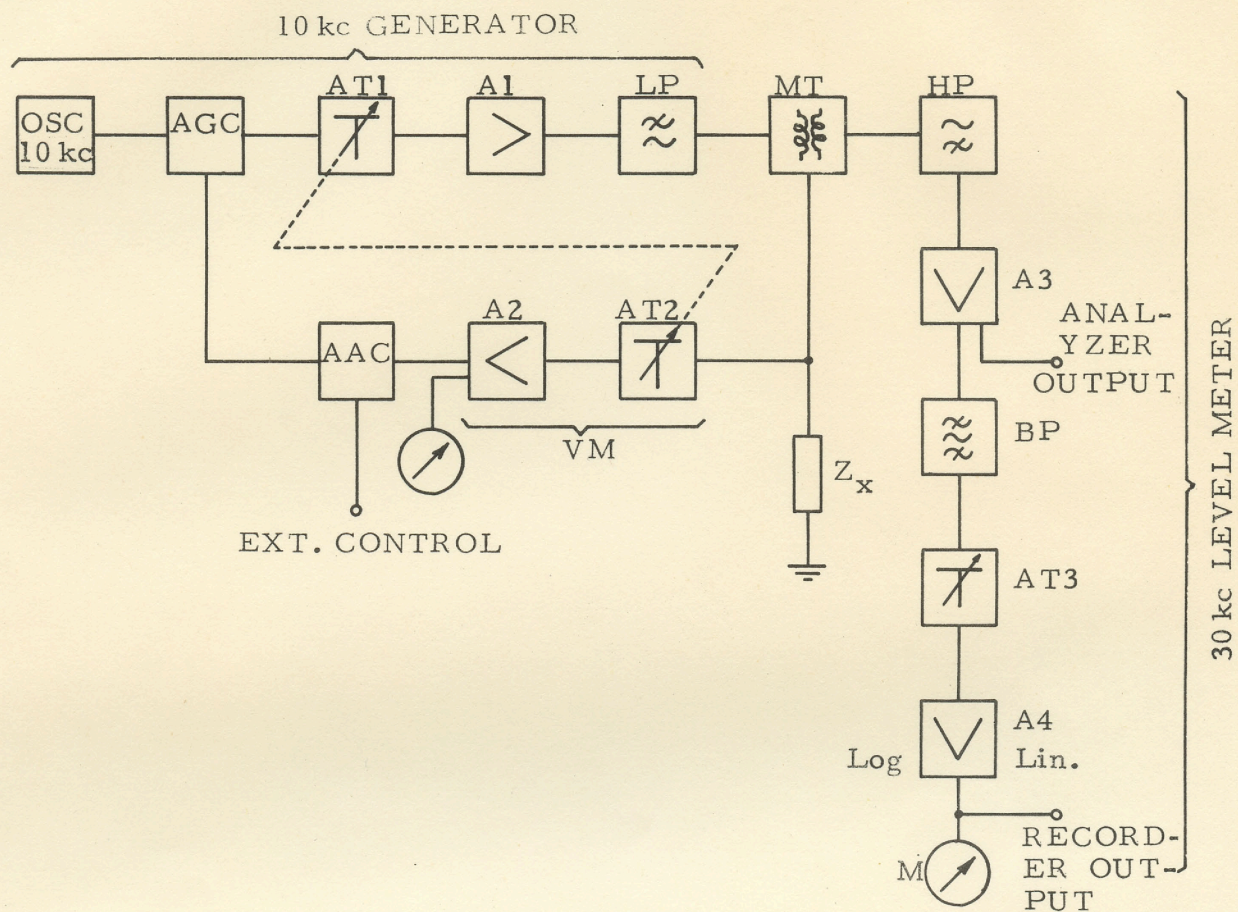 10 kc GENERATOR
AT1
A1
LP
MT
HP
OSC
10 kc
AGC
A3
ANAL-
YZER
OUTPUT
A2
AT2
AAC
VM
BP
Zx
EXT. CONTROL
AT3
A4
Log
Lin.
M
RECORD-
ER OUT-
PUT
30 kc LEVEL METER